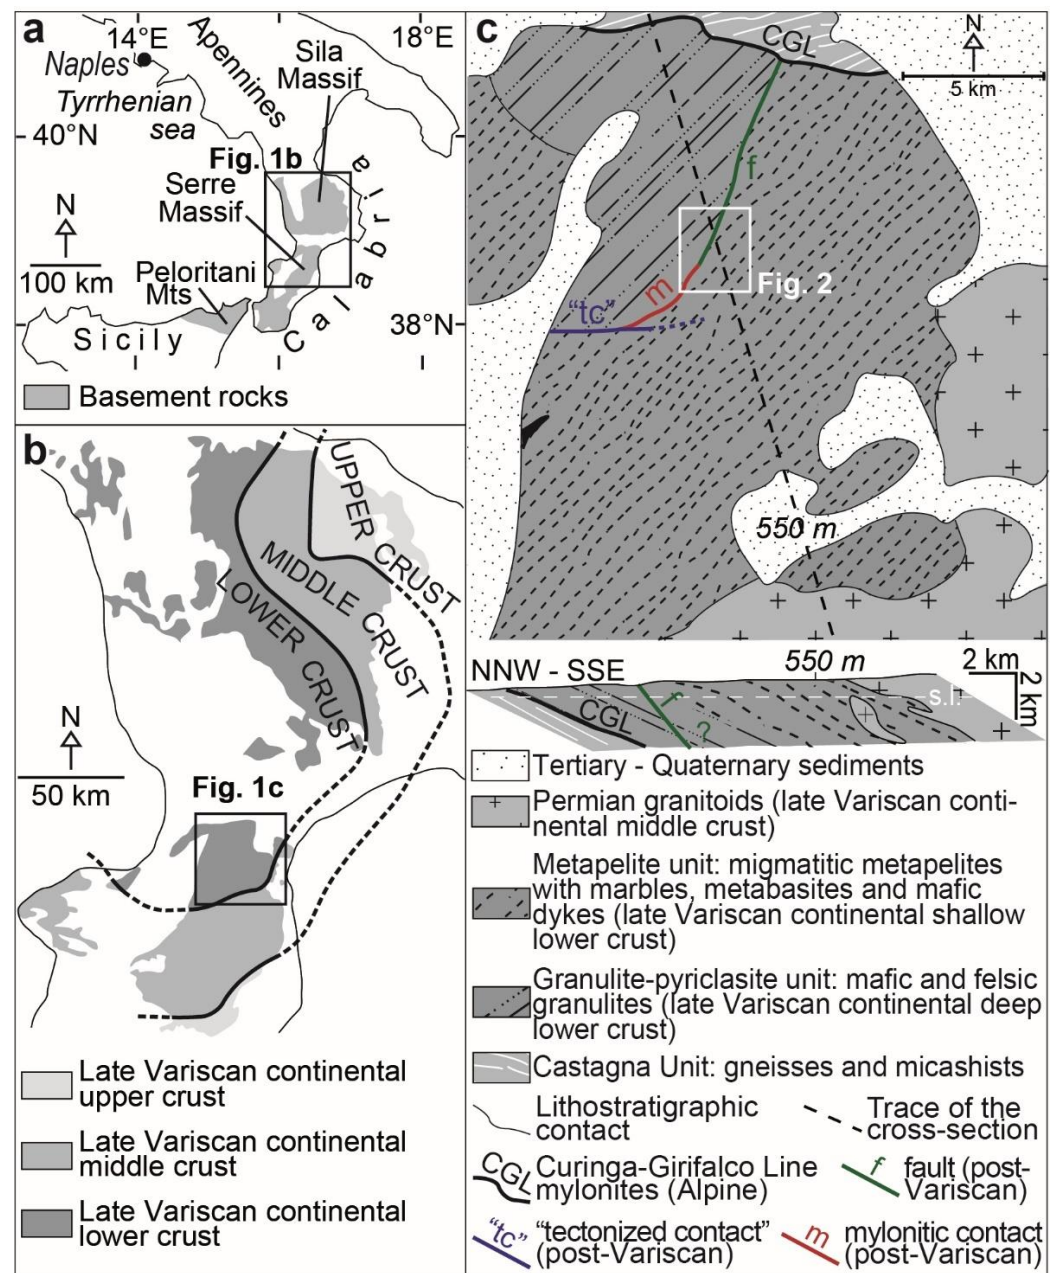 a
14°E
18°E
Naples
Apennines
Sila
Massif
Tyrrhenian
sea
40°N
Fig. 1b
Serre
Massif
N
100 km
Peloritani
Mts
Calabria
38°N
Sicily
Basement rocks
b
UPPER CRUST
MIDDLE CRUST
LOWER CRUST
N
50 km
Fig. 1c
Late Variscan continental
upper crust
Late Variscan continental
middle crust
Late Variscan continental
lower crust
c
CGL
N
5 km
f
m
Fig. 2
"tc"
550 m
NNW - SSE
550 m
2 km
2 km
s.l.
CGL
f
?
Tertiary - Quaternary sediments
Permian granitoids (late Variscan conti-
nental middle crust)
Metapelite unit: migmatitic metapelites
with marbles, metabasites and mafic
dykes (late Variscan continental shallow
lower crust)
Granulite-pyriclasite unit: mafic and felsic
granulites (late Variscan continental deep
lower crust)
Castagna Unit: gneisses and micashists
Lithostratigraphic
contact
Trace of the
cross-section
CGL
Curinga-Girifalco Line
mylonites (Alpine)
f
fault (post-
Variscan)
"tc"
"tectonized contact"
(post-Variscan)
m
mylonitic contact
(post-Variscan)